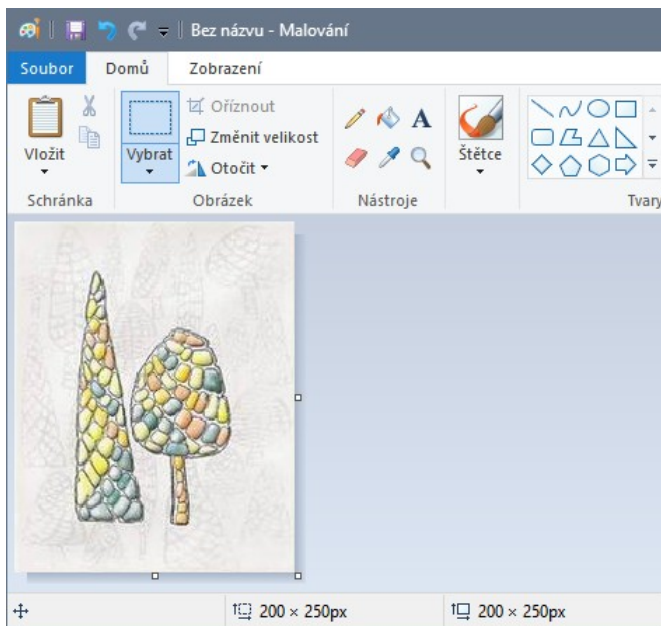 Bez názvu - Malování
Soubor Domů Zobrazení
Vložit
Schránka
Vybrat
Oříznout
Změnit velikost
Otočit
Obrázek
A
Nástroje
Štětce
Tvary
200 × 250px 200 × 250px